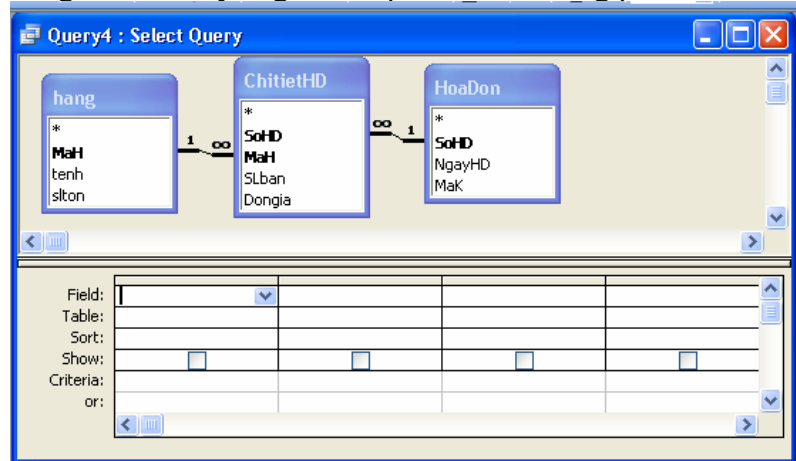 Query4 : Select Query
hang
*
MaH
tenh
slton
1
∞
ChitietHD
*
SoHD
MaH
SLban
Dongia
∞
1
HoaDon
*
SoHD
NgayHD
MaK
Field:
Table:
Sort:
Show:
Criteria:
or: